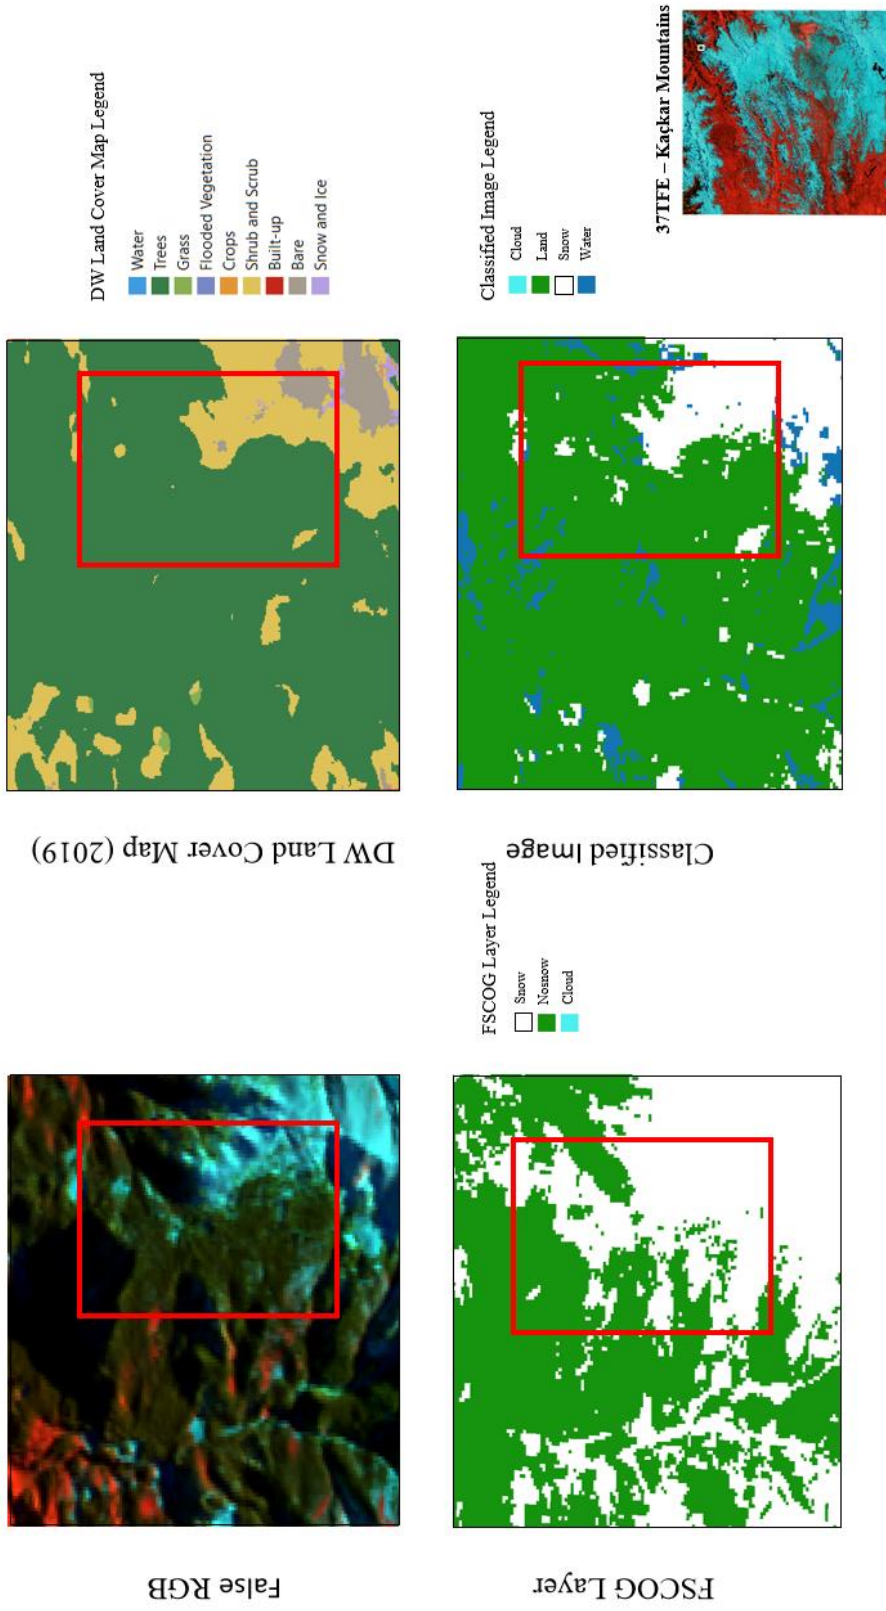 False RGB
DW Land Cover Map (2019)
DW Land Cover Map Legend
Water
Trees
Grass
Flooded Vegetation
Crops
Shrub and Scrub
Built-up
Bare
Snow and Ice
FSCOG Layer
FSCOG Layer Legend
Snow
Nosnow
Cloud
Classified Image
Classified Image Legend
Cloud
Land
Snow
Water
37TFE – Kaçkar Mountains